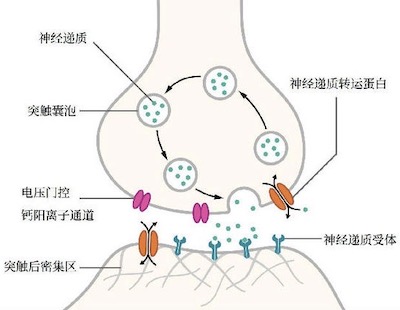 神经递质
神经递质转运蛋白
突触囊泡
电压门控
钙阳离子通道
神经递质受体
突触后密集区